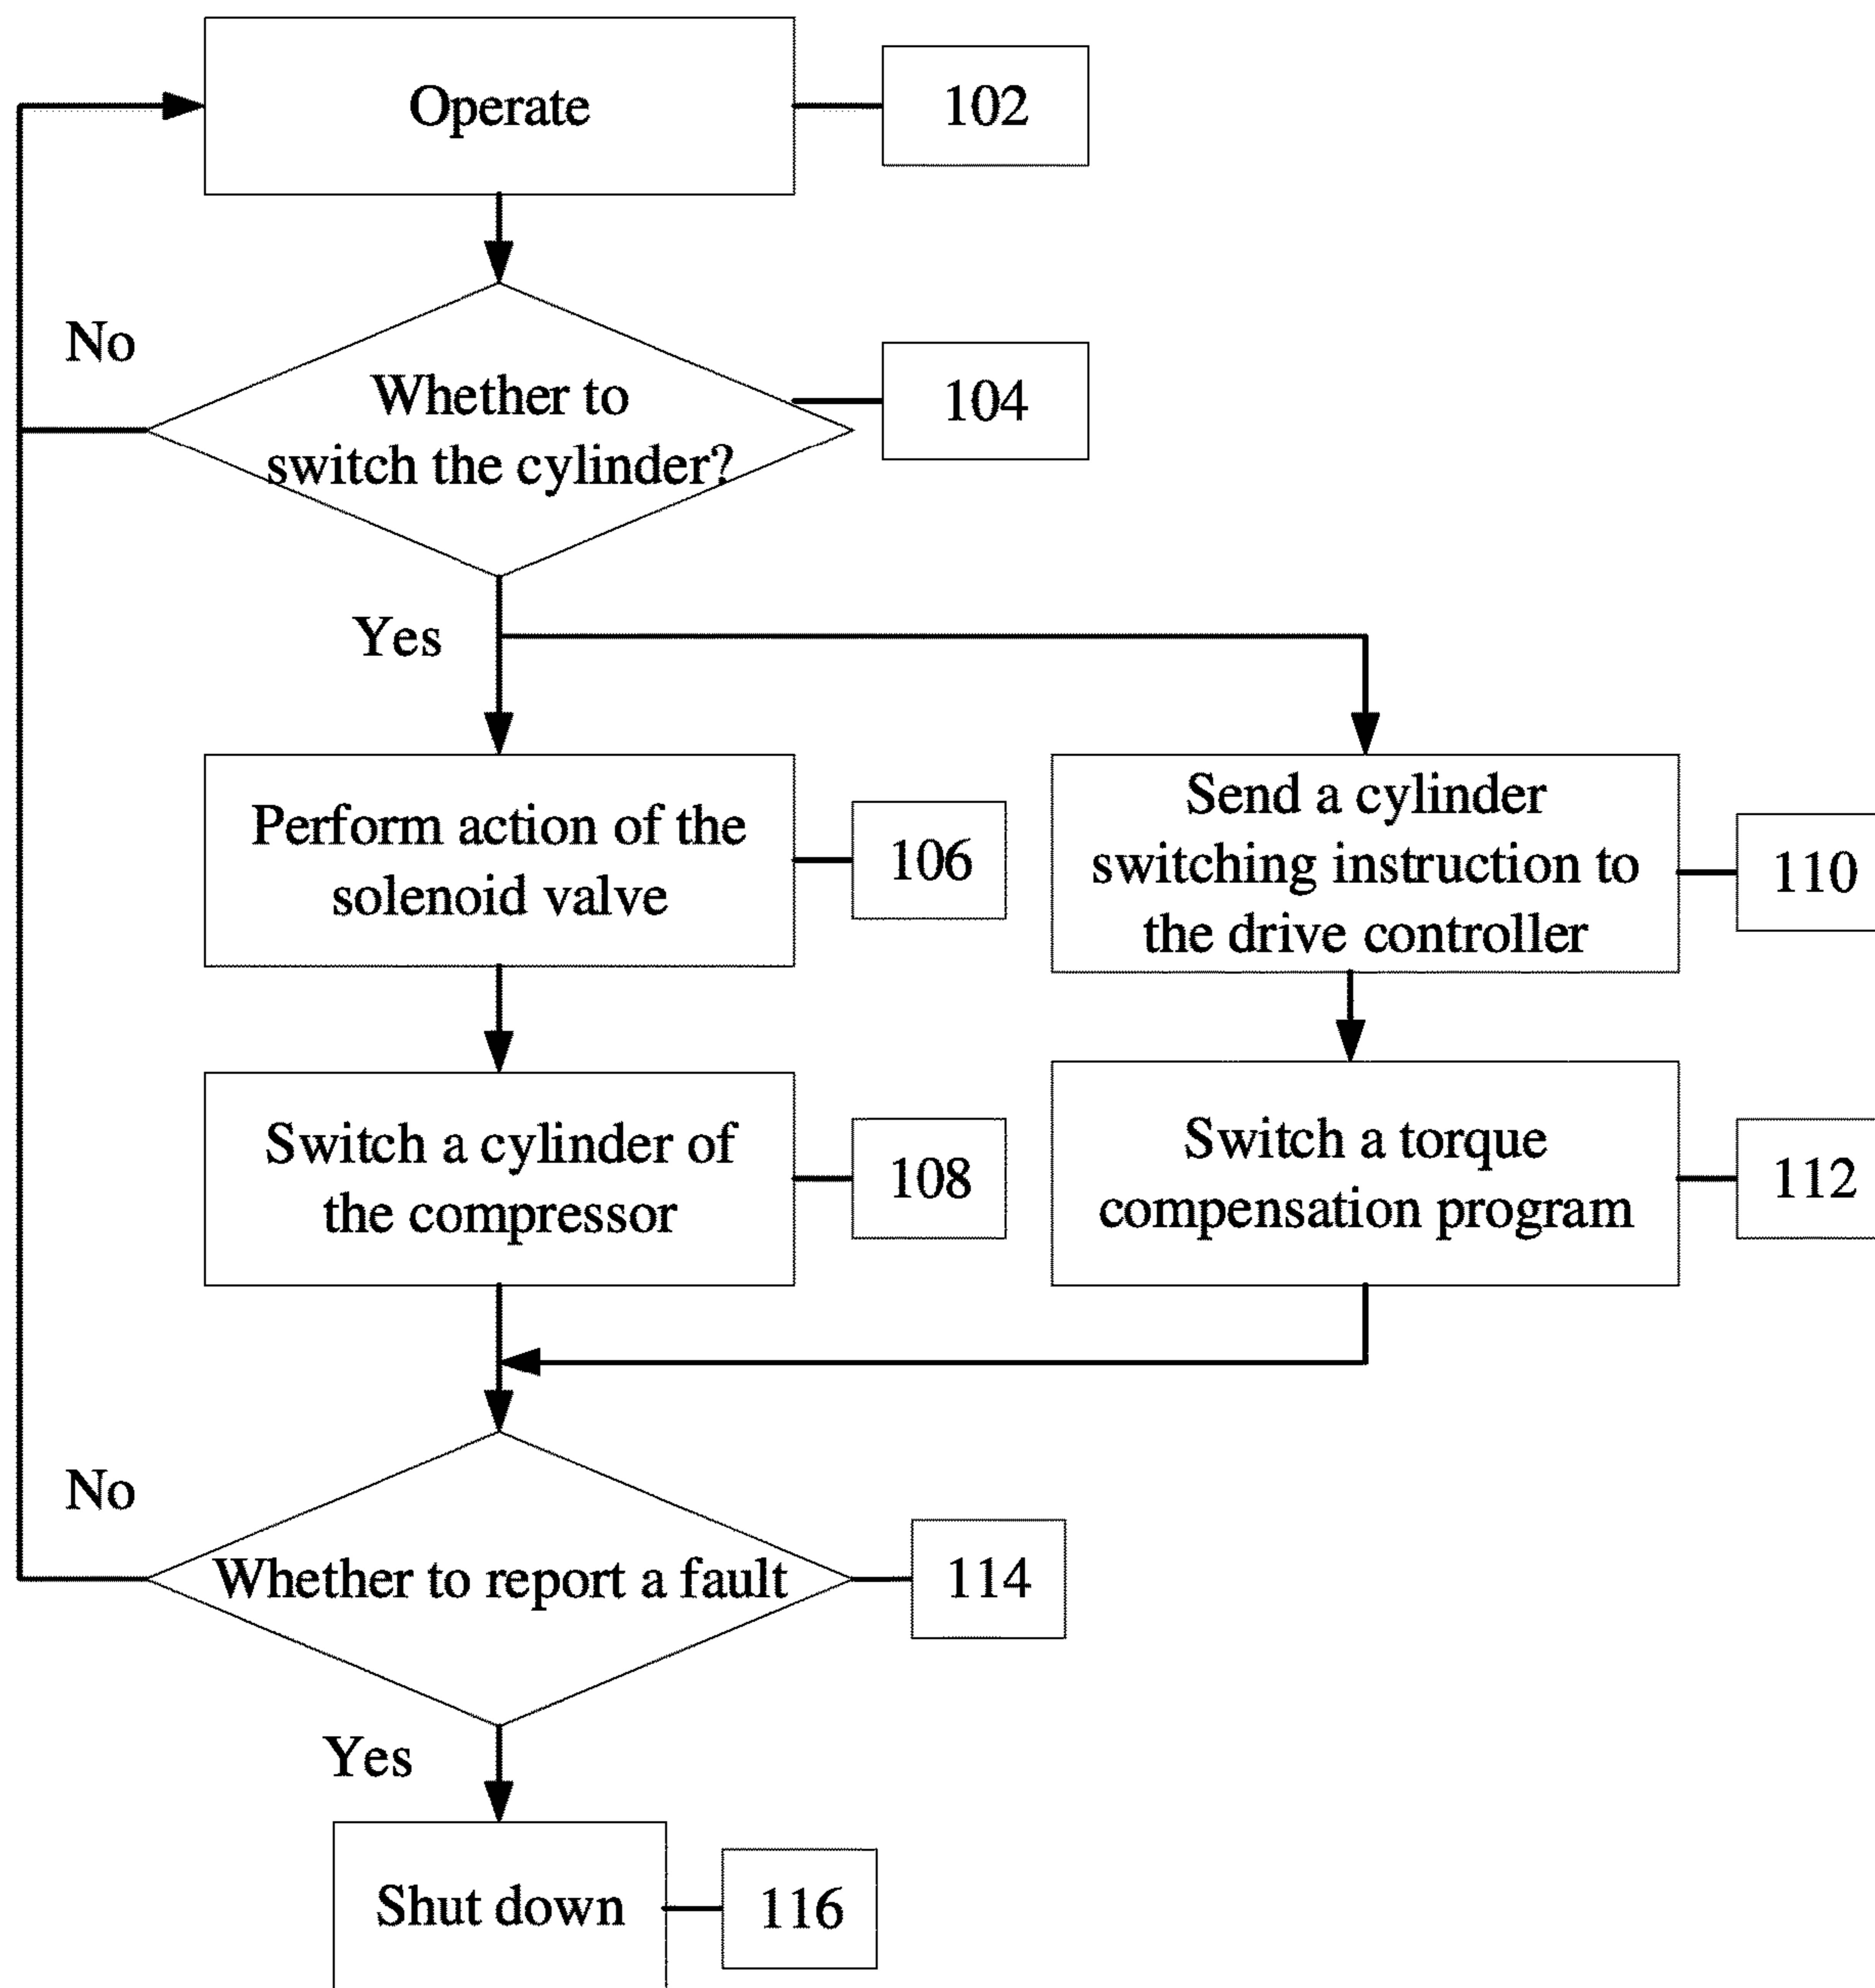 Operate
102
No
Whether to
switch the cylinder?
104
Yes
Perform action of the
solenoid valve
106
Send a cylinder
switching instruction to
the drive controller
110
Switch a cylinder of
the compressor
108
Switch a torque
compensation program
112
No
Whether to report a fault
114
Yes
Shut down
116